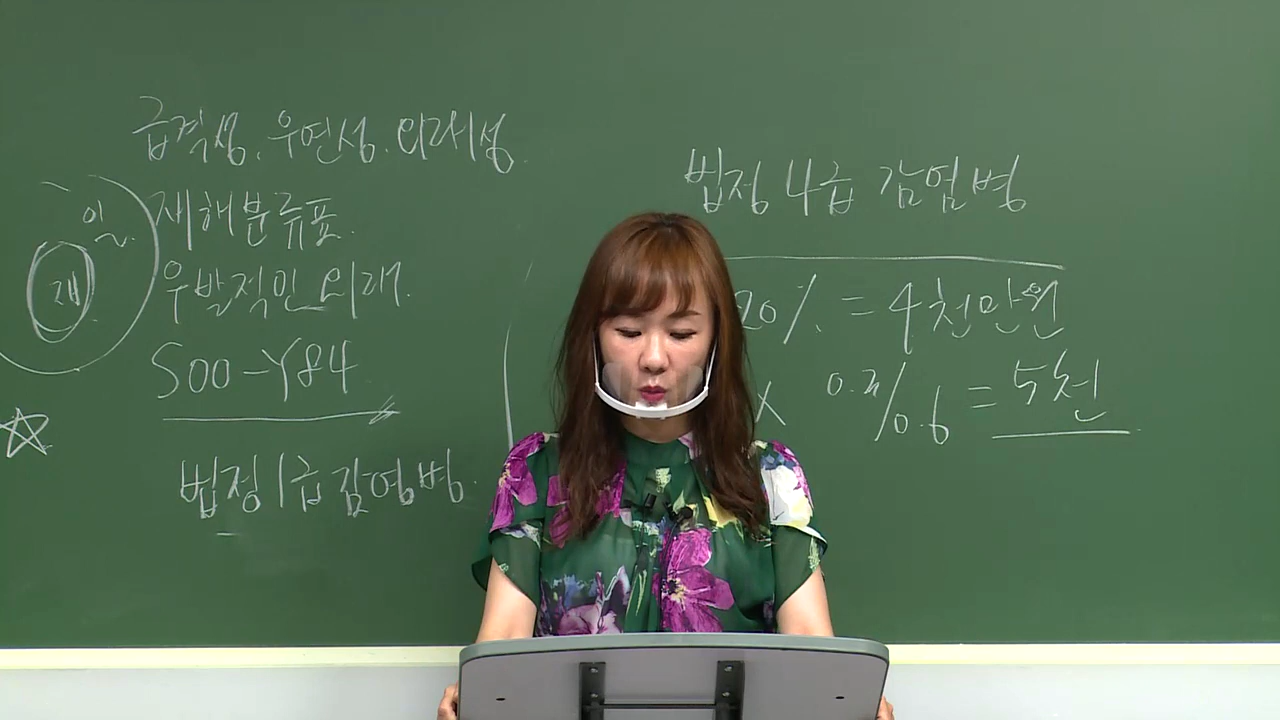 급격성. 우연성. 외래성.
일
재
재해분류표.
우발적인 외래.
S00-Y84
법정 1급 감염병.
법정 4급 감염병
20% = 4천만원
X 0.3/0.6 = 5천